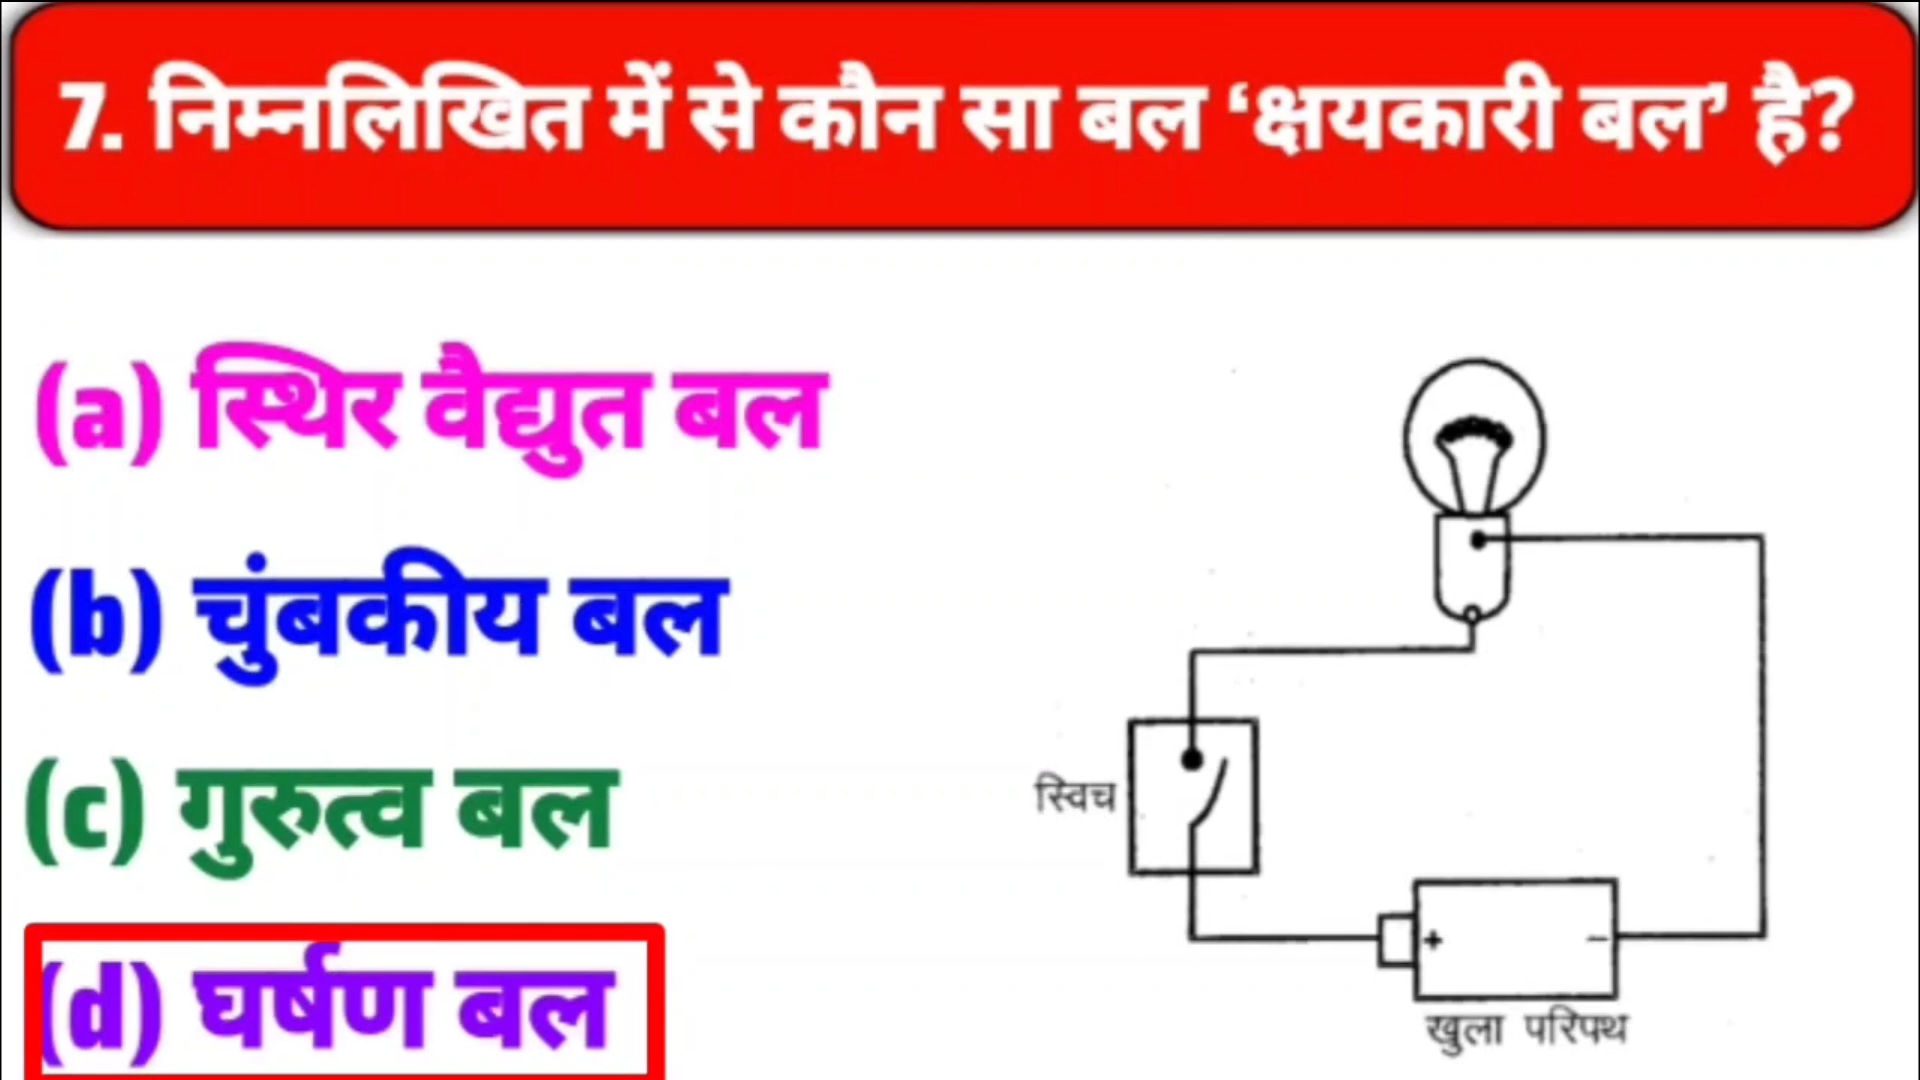 7. निम्नलिखित में से कौन सा बल ‘क्षयकारी बल’ है?
(a) स्थिर वैद्युत बल
(b) चुंबकीय बल
(c) गुरुत्व बल
(d) घर्षण बल
स्विच
+ −
खुला परिपथ